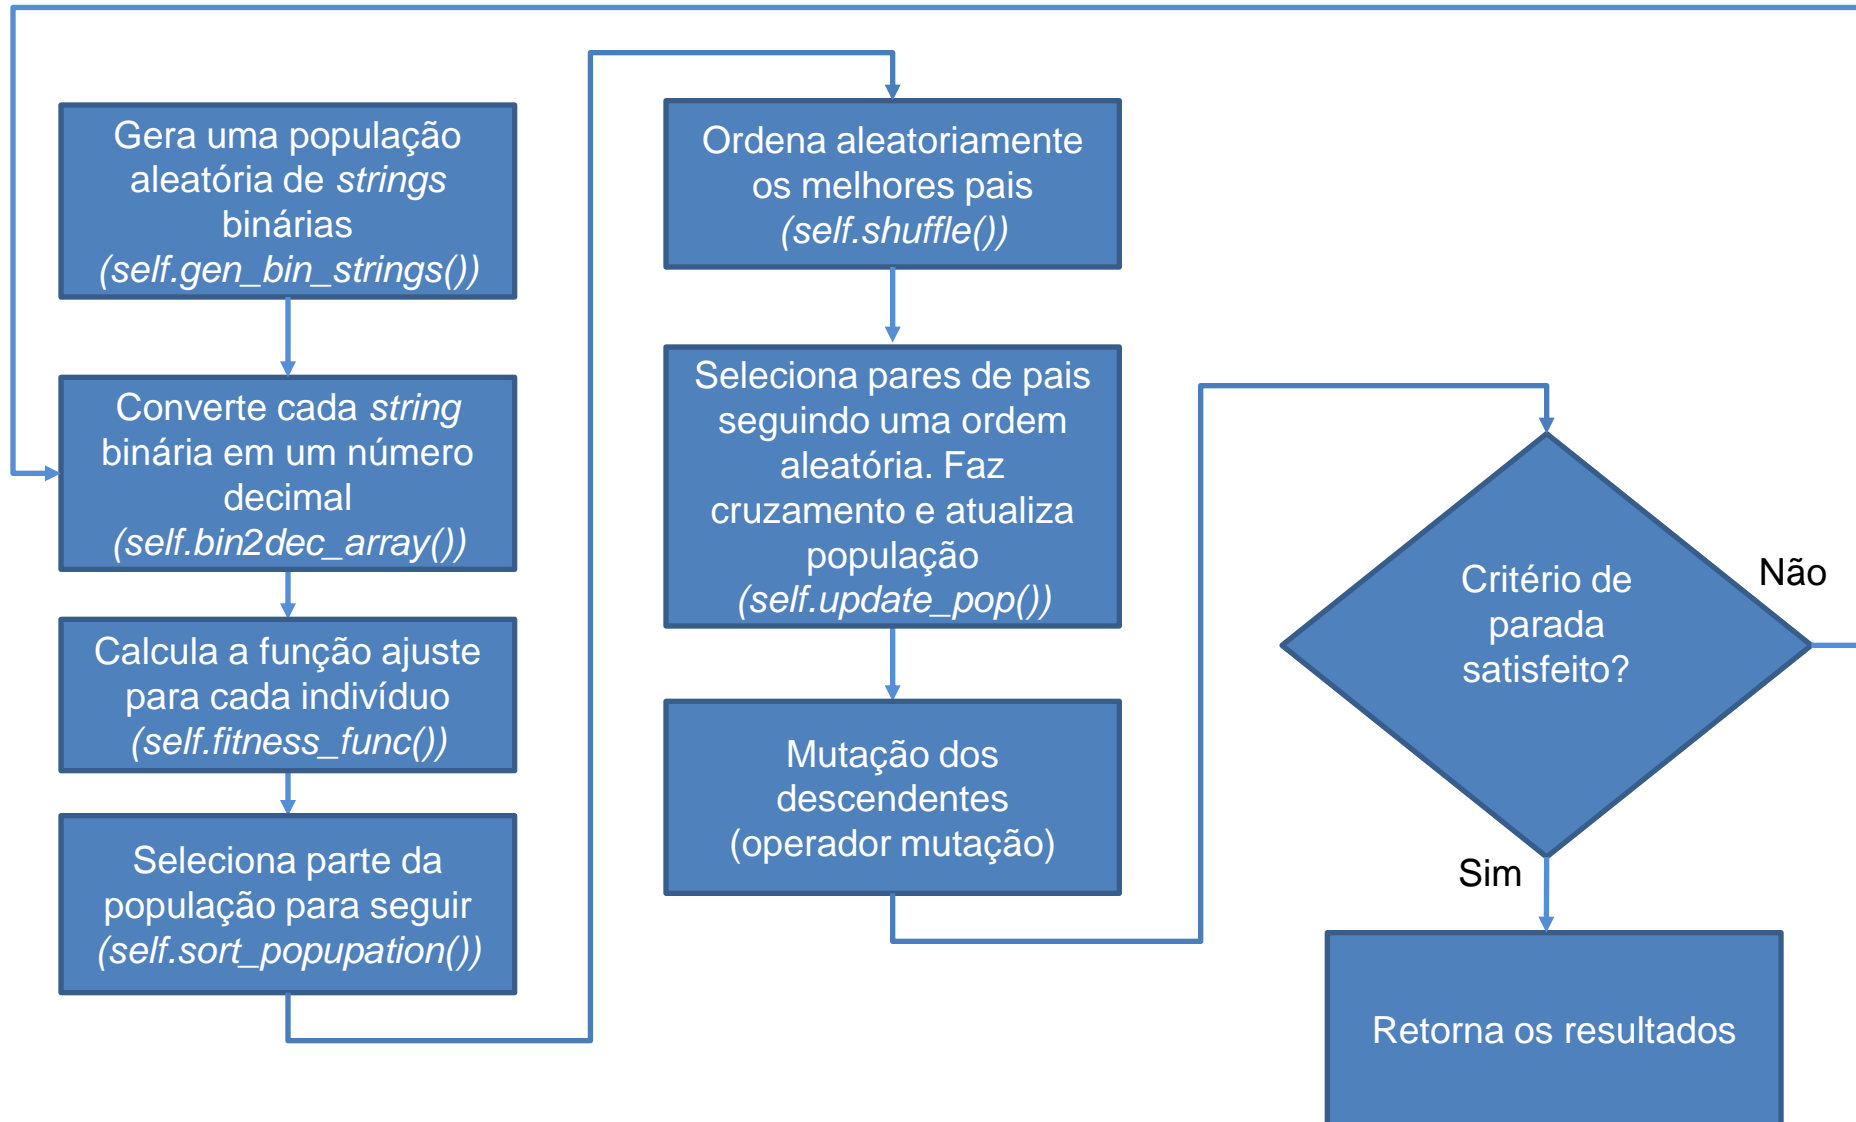 Gera uma população
aleatória de strings
binárias
(self.gen_bin_strings())
Converte cada string
binária em um número
decimal
(self.bin2dec_array())
Calcula a função ajuste
para cada indivíduo
(self.fitness_func())
Seleciona parte da
população para seguir
(self.sort_popupation())
Ordena aleatoriamente
os melhores pais
(self.shuffle())
Seleciona pares de pais
seguindo uma ordem
aleatória. Faz
cruzamento e atualiza
população
(self.update_pop())
Mutação dos
descendentes
(operador mutação)
Critério de
parada
satisfeito?
Não
Sim
Retorna os resultados